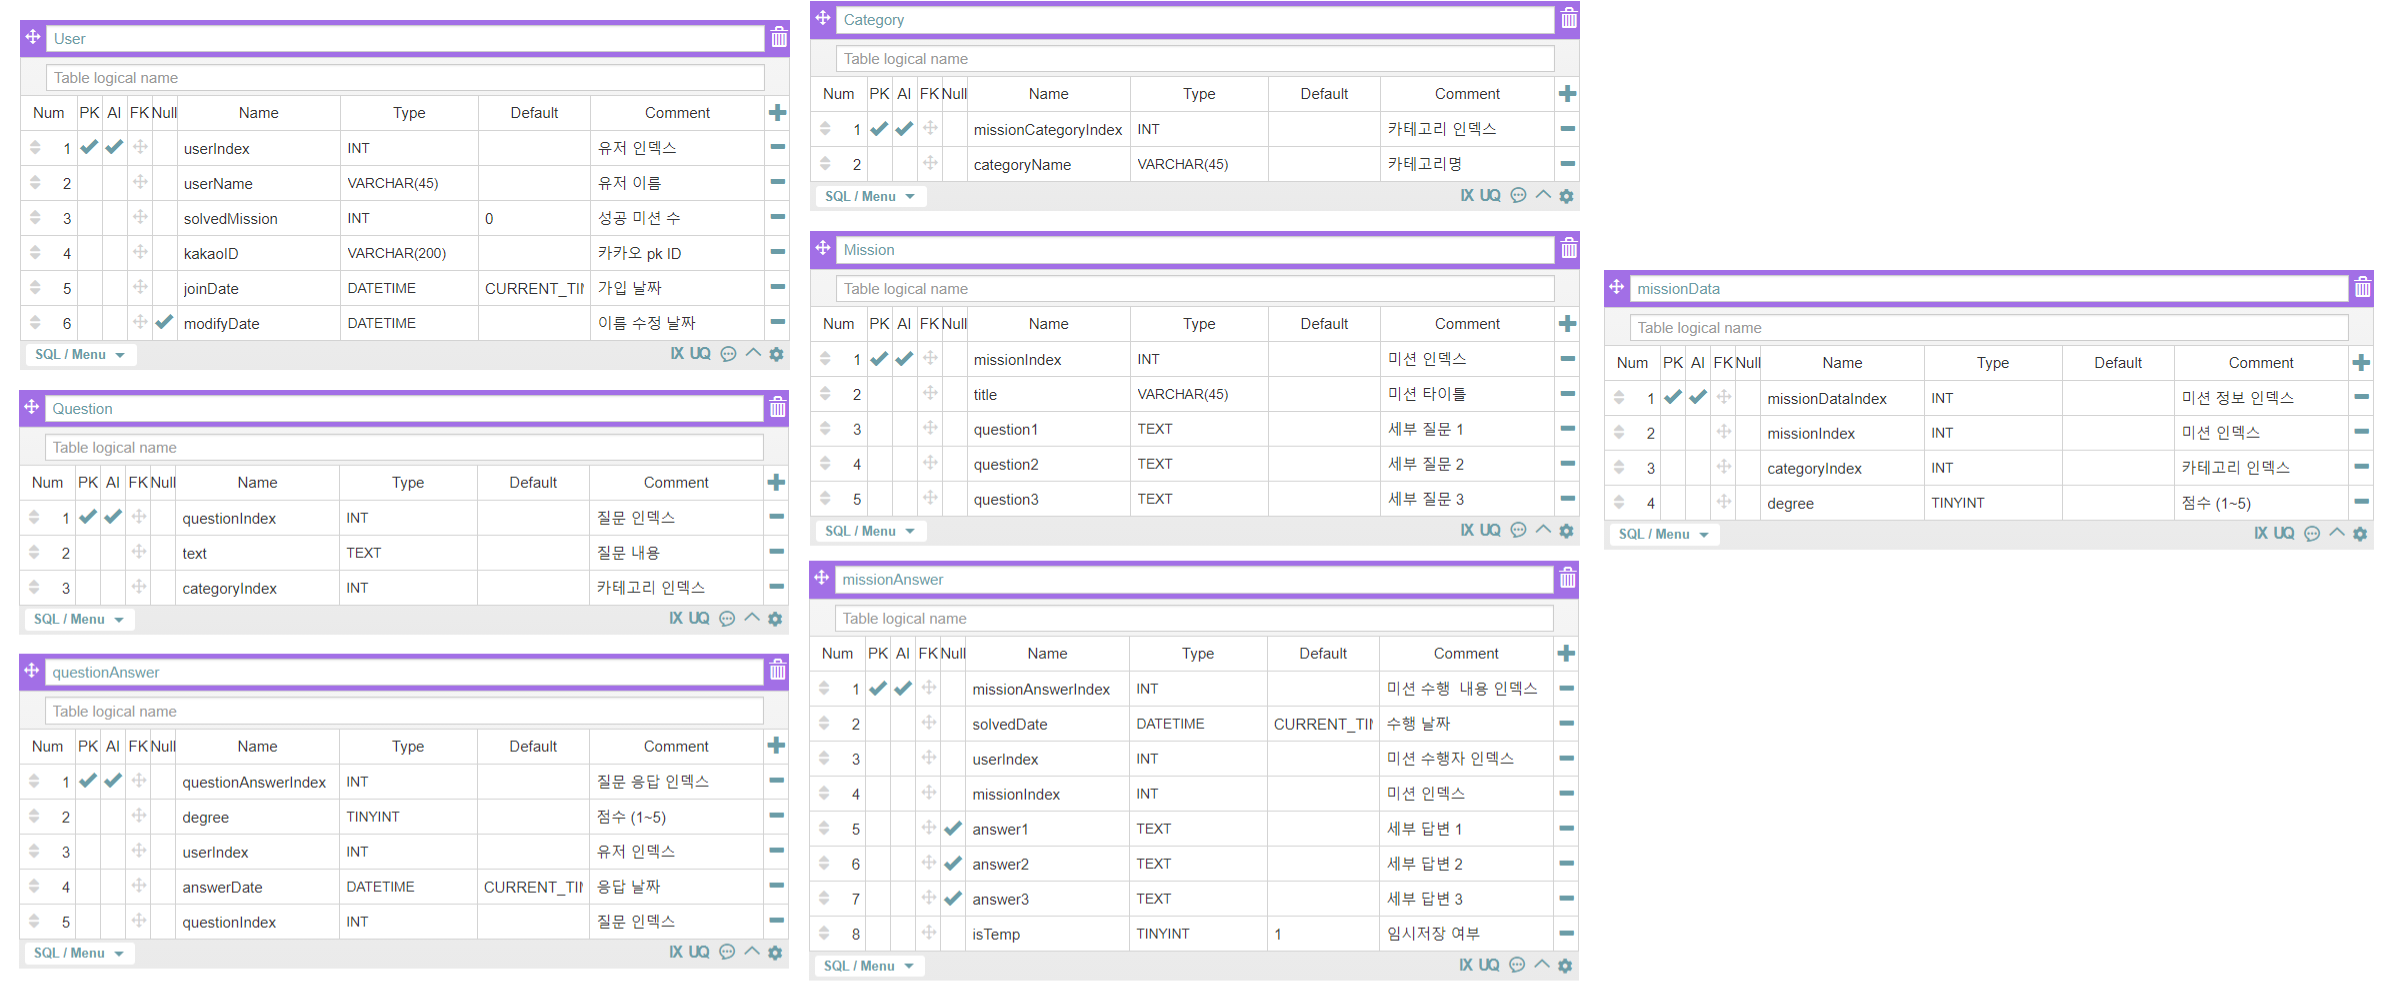 User
Table logical name
Num PK AI FK Null Name Type Default Comment
1 userIndex INT 유저 인덱스
2 userName VARCHAR(45) 유저 이름
3 solvedMission INT 0 성공 미션 수
4 kakaoID VARCHAR(200) 카카오 pk ID
5 joinDate DATETIME CURRENT_TI 가입 날짜
6 modifyDate DATETIME 이름 수정 날짜
SQL / Menu IX UQ
Question
Table logical name
Num PK AI FK Null Name Type Default Comment
1 questionIndex INT 질문 인덱스
2 text TEXT 질문 내용
3 categoryIndex INT 카테고리 인덱스
SQL / Menu IX UQ
questionAnswer
Table logical name
Num PK AI FK Null Name Type Default Comment
1 questionAnswerIndex INT 질문 응답 인덱스
2 degree TINYINT 점수 (1~5)
3 userIndex INT 유저 인덱스
4 answerDate DATETIME CURRENT_TI 응답 날짜
5 questionIndex INT 질문 인덱스
SQL / Menu IX UQ
Category
Table logical name
Num PK AI FK Null Name Type Default Comment
1 missionCategoryIndex INT 카테고리 인덱스
2 categoryName VARCHAR(45) 카테고리명
SQL / Menu IX UQ
Mission
Table logical name
Num PK AI FK Null Name Type Default Comment
1 missionIndex INT 미션 인덱스
2 title VARCHAR(45) 미션 타이틀
3 question1 TEXT 세부 질문 1
4 question2 TEXT 세부 질문 2
5 question3 TEXT 세부 질문 3
SQL / Menu IX UQ
missionAnswer
Table logical name
Num PK AI FK Null Name Type Default Comment
1 missionAnswerIndex INT 미션 수행 내용 인덱스
2 solvedDate DATETIME CURRENT_TI 수행 날짜
3 userIndex INT 미션 수행자 인덱스
4 missionIndex INT 미션 인덱스
5 answer1 TEXT 세부 답변 1
6 answer2 TEXT 세부 답변 2
7 answer3 TEXT 세부 답변 3
8 isTemp TINYINT 1 임시저장 여부
SQL / Menu IX UQ
missionData
Table logical name
Num PK AI FK Null Name Type Default Comment
1 missionDataIndex INT 미션 정보 인덱스
2 missionIndex INT 미션 인덱스
3 categoryIndex INT 카테고리 인덱스
4 degree TINYINT 점수 (1~5)
SQL / Menu IX UQ